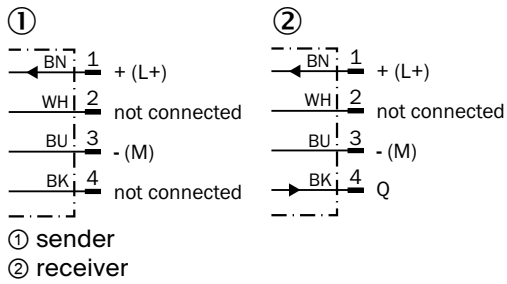 ① ②
BN 1 + (L+) BN 1 + (L+)
WH 2 not connected WH 2 not connected
BU 3 - (M) BU 3 - (M)
BK 4 not connected BK 4 Q
① sender
② receiver